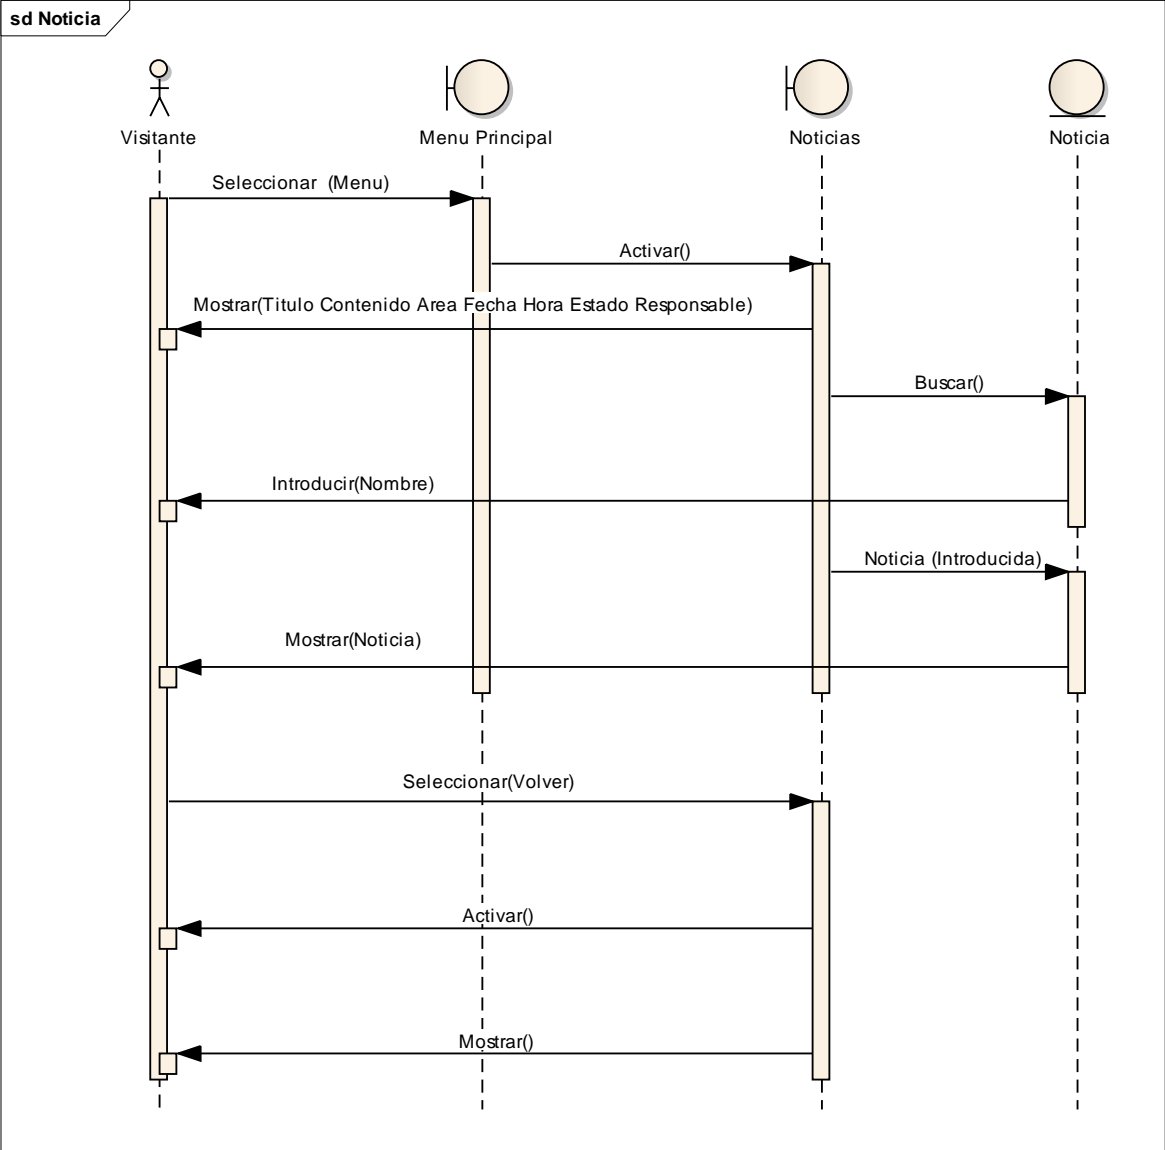 sd Noticia
Visitante
Menu Principal
Noticias
Noticia
Seleccionar  (Menu)
Activar()
Mostrar(Titulo Contenido Area Fecha Hora Estado Responsable)
Buscar()
Introducir(Nombre)
Noticia (Introducida)
Mostrar(Noticia)
Seleccionar(Volver)
Activar()
Mostrar()